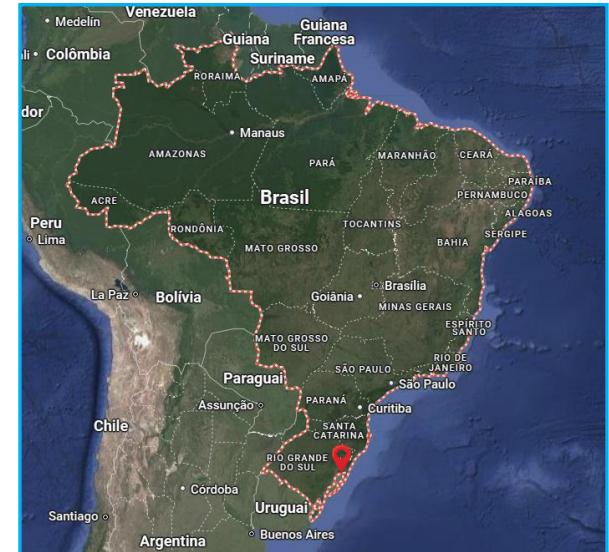 Venezuela
Medelín
Guiana
Guiana
Francesa
li
Colômbia
Suriname
RORAIMA
AMAPÁ
dor
Manaus
AMAZONAS
PARÁ
MARANHÃO
CEARÁ
PARAÍBA
ACRE
Brasil
PERNAMBUCO
ALAGOAS
Peru
RONDÔNIA
TOCANTINS
SERGIPE
Lima
MATO GROSSO
BAHIA
La Paz
Bolívia
Goiânia
Brasília
MINAS GERAIS
ESPÍRITO
SANTO
MATO GROSSO
DO SUL
RIO DE
JANEIRO
SÃO PAULO
Paraguai
São Paulo
Assunção
PARANÁ
Curitiba
Chile
SANTA
CATARINA
RIO GRANDE
DO SUL
Córdoba
Uruguai
Santiago
Buenos Aires
Argentina